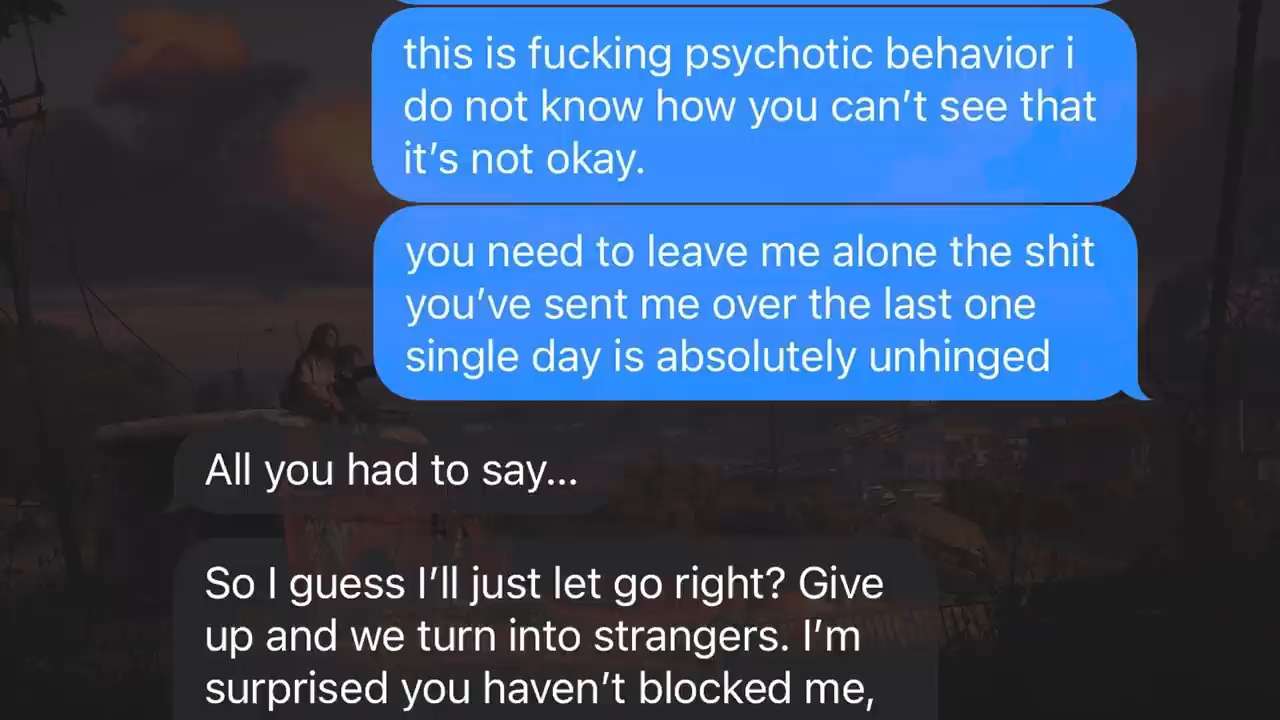 this is fucking psychotic behavior i
do not know how you can’t see that
it’s not okay.
you need to leave me alone the shit
you’ve sent me over the last one
single day is absolutely unhinged
All you had to say...
So I guess I’ll just let go right? Give
up and we turn into strangers. I’m
surprised you haven’t blocked me,